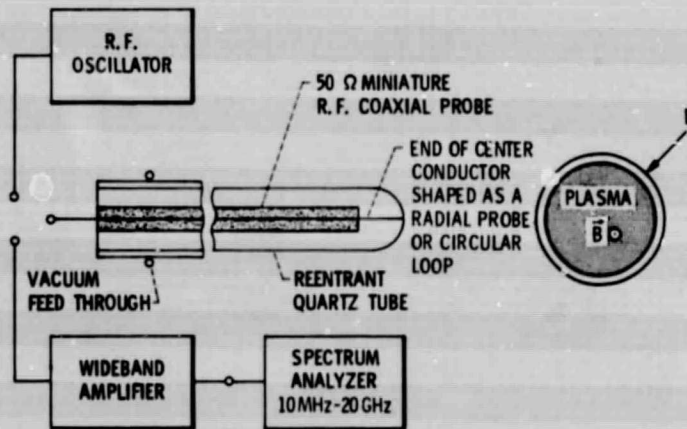 R.F.
OSCILLATOR
50 Ω MINIATURE
R.F. COAXIAL PROBE
END OF CENTER
CONDUCTOR
SHAPED AS A
RADIAL PROBE
OR CIRCULAR
LOOP
PLASMA
B
VACUUM
FEED THROUGH
REENTRANT
QUARTZ TUBE
WIDEBAND
AMPLIFIER
SPECTRUM
ANALYZER
10 MHz-20 GHz